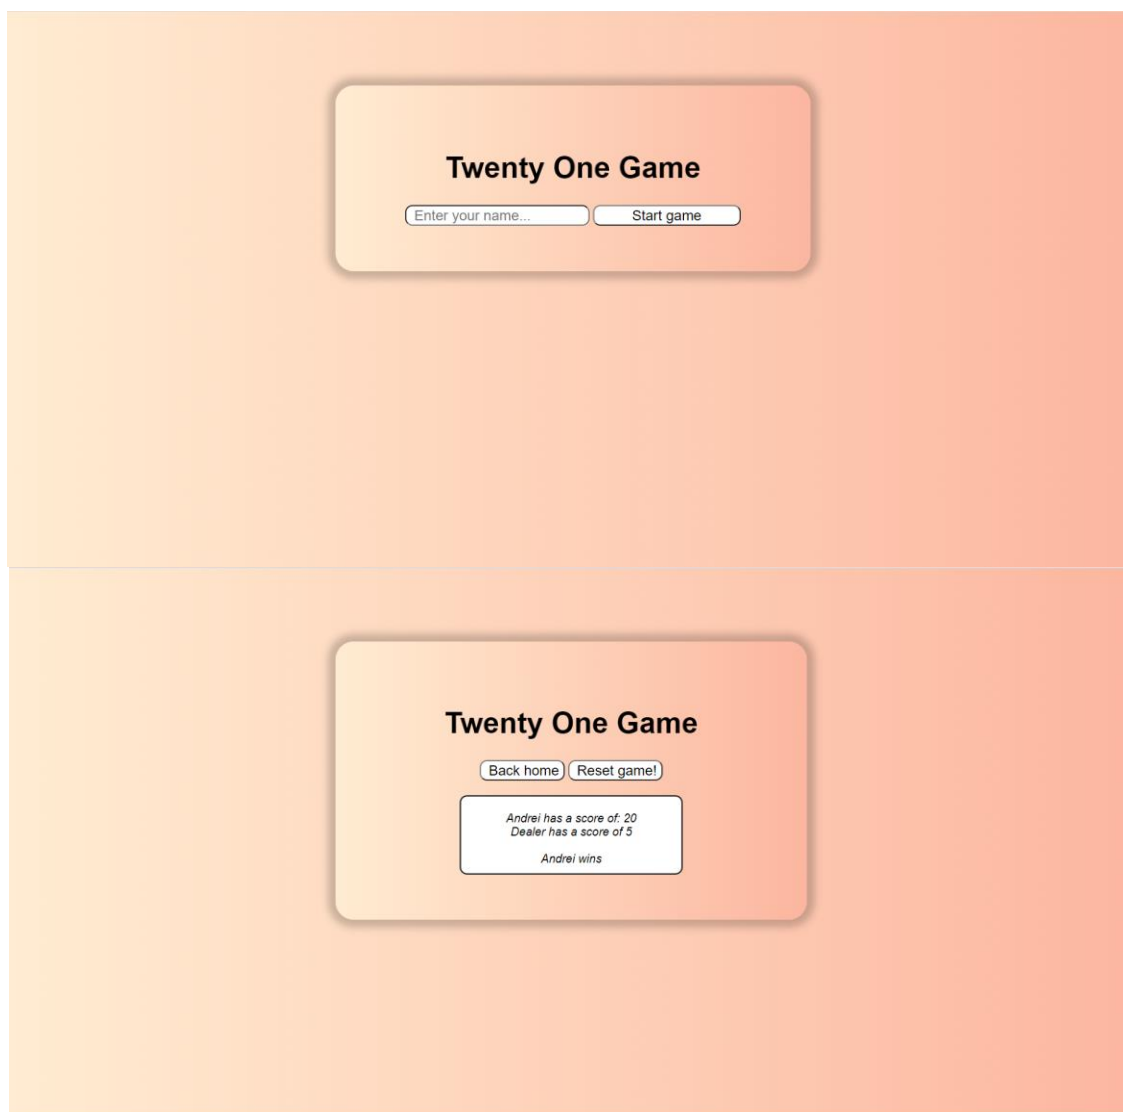 Twenty One Game
Enter your name... Start game
Twenty One Game
Back home Reset game!
Andrei has a score of: 20
Dealer has a score of 5
Andrei wins